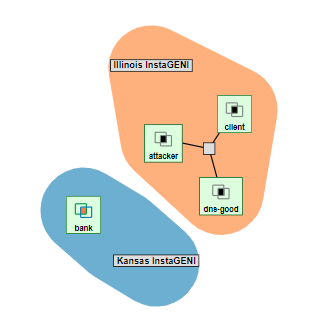 Illinois InstaGENI
client
attacker
dns-good
bank
Kansas InstaGENI